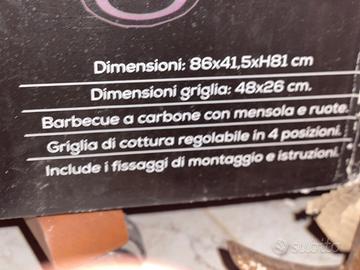 Dimensioni: 86x41,5xH81 cm
Dimensioni griglia: 48x26 cm.
Barbecue a carbone con mensola e ruote.
Griglia di cottura regolabile in 4 posizioni.
Include i fissaggi di montaggio e istruzioni.
subito